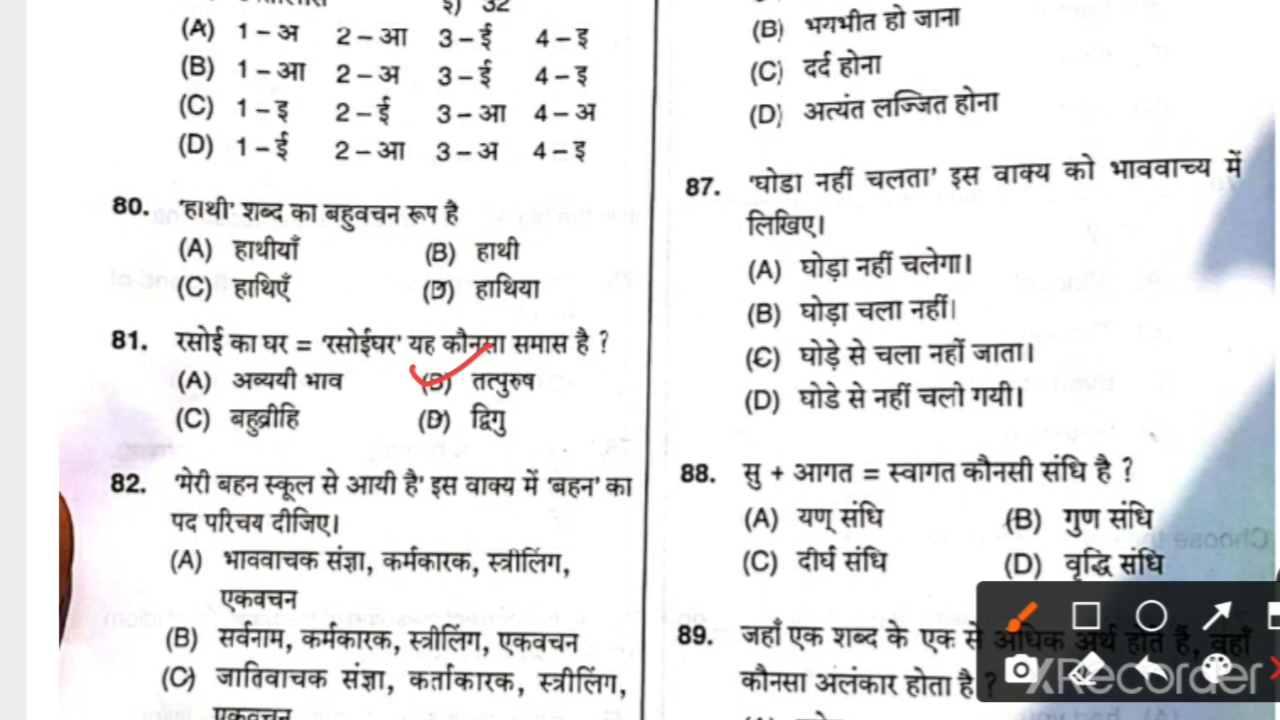 ई) 32
(A) 1 – अ 2 – आ 3 – ई 4 – इ
(B) 1 – आ 2 – अ 3 – ई 4 – इ
(C) 1 – इ 2 – ई 3 – आ 4 – अ
(D) 1 – ई 2 – आ 3 – अ 4 – इ
80. 'हाथी' शब्द का बहुवचन रूप है
(A) हाथीयाँ (B) हाथी
(C) हाथिएँ (D) हाथिया
81. रसोई का घर = 'रसोईघर' यह कौनसा समास है ?
(A) अव्ययी भाव (B) तत्पुरुष
(C) बहुव्रीहि (D) द्विगु
82. 'मेरी बहन स्कूल से आयी है' इस वाक्य में 'बहन' का
पद परिचय दीजिए।
(A) भाववाचक संज्ञा, कर्मकारक, स्त्रीलिंग,
एकवचन
(B) सर्वनाम, कर्मकारक, स्त्रीलिंग, एकवचन
(C) जातिवाचक संज्ञा, कर्ताकारक, स्त्रीलिंग,
एकवचन
(B) भगभीत हो जाना
(C) दर्द होना
(D) अत्यंत लज्जित होना
87. 'घोडा नहीं चलता' इस वाक्य को भाववाच्य में
लिखिए।
(A) घोड़ा नहीं चलेगा।
(B) घोड़ा चला नहीं।
(C) घोड़े से चला नहीं जाता।
(D) घोडे से नहीं चली गयी।
88. सु + आगत = स्वागत कौनसी संधि है ?
(A) यण् संधि (B) गुण संधि
(C) दीर्घ संधि (D) वृद्धि संधि
89. जहाँ एक शब्द के एक से अधिक अर्थ होते हैं, वहाँ
कौनसा अलंकार होता है ?
XRecorder